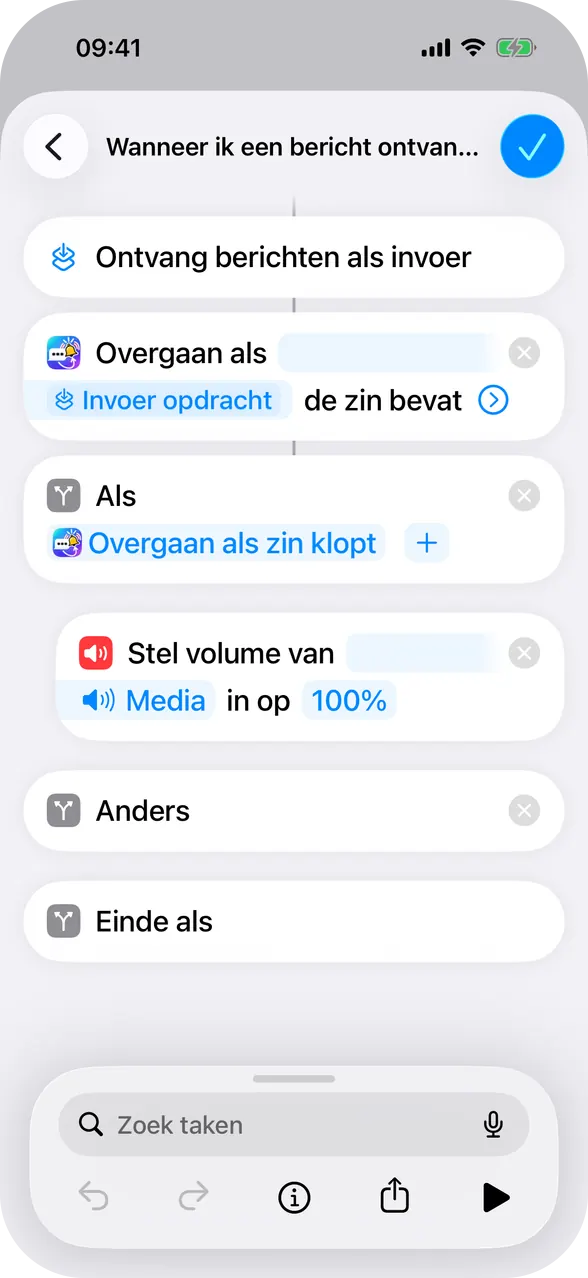 09:41
Wanneer ik een bericht ontvan...
Ontvang berichten als invoer
Overgaan als
Invoer opdracht de zin bevat
Als
Overgaan als zin klopt +
Stel volume van
Media in op 100%
Anders
Einde als
Zoek taken